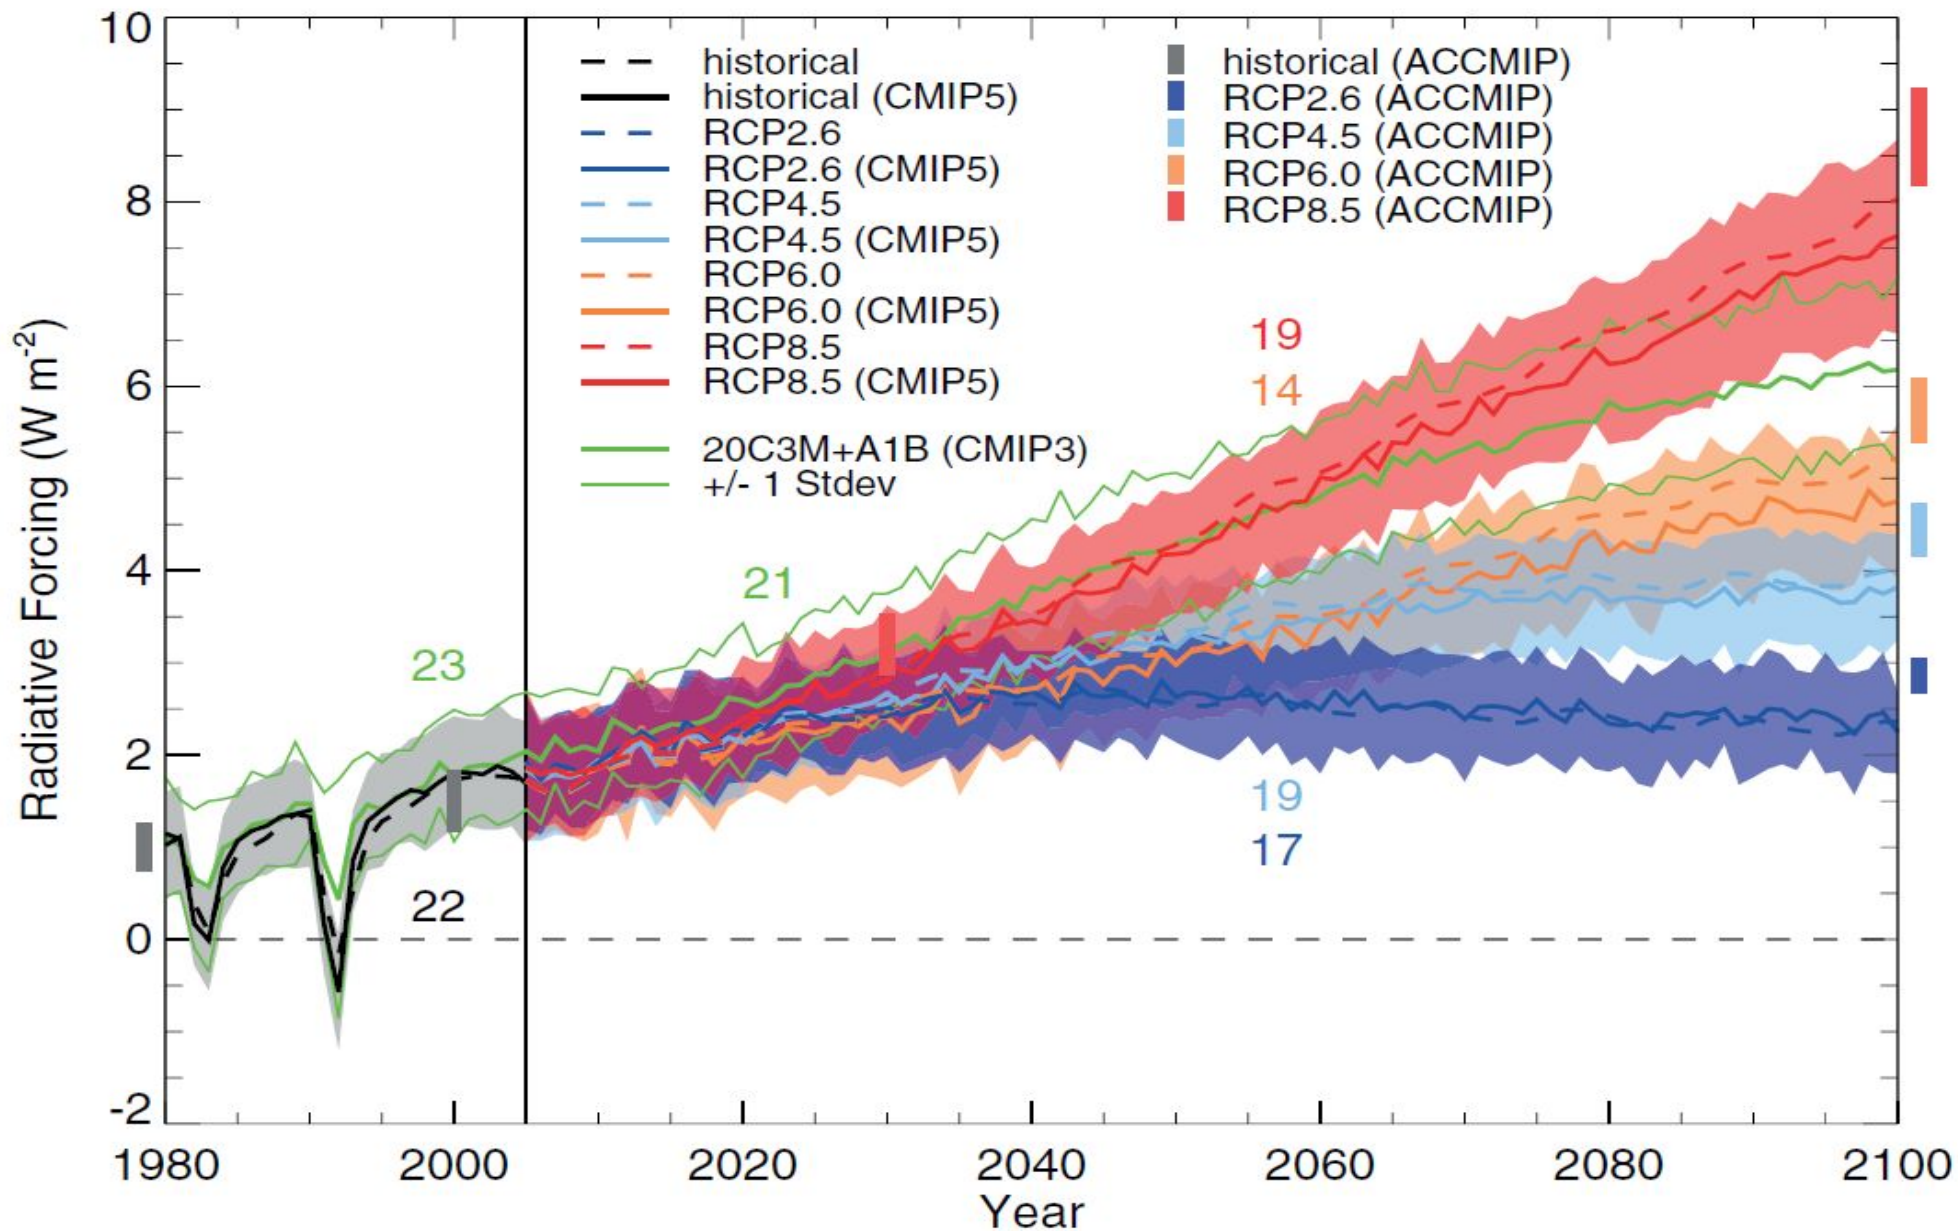 10
8
6
4
2
0
-2
Radiative Forcing (W m-2)
historical
historical (CMIP5)
RCP2.6
RCP2.6 (CMIP5)
RCP4.5
RCP4.5 (CMIP5)
RCP6.0
RCP6.0 (CMIP5)
RCP8.5
RCP8.5 (CMIP5)
20C3M+A1B (CMIP3)
+/- 1 Stdev
historical (ACCMIP)
RCP2.6 (ACCMIP)
RCP4.5 (ACCMIP)
RCP6.0 (ACCMIP)
RCP8.5 (ACCMIP)
19
14
21
23
22
19
17
1980 2000 2020 2040 2060 2080 2100
Year